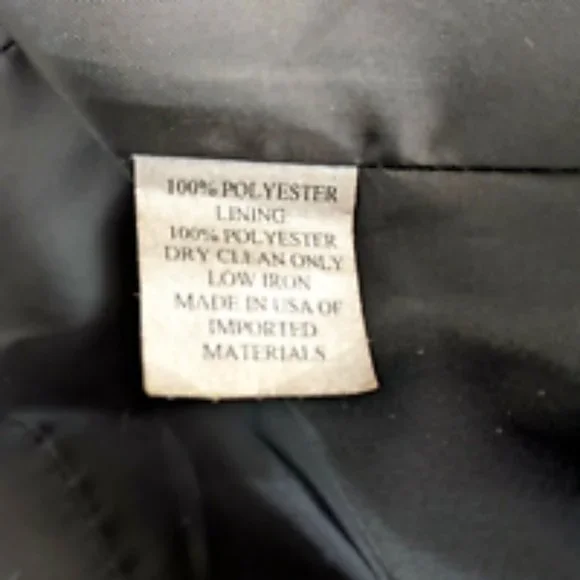 100% POLYESTER
LINING
100% POLYESTER
DRY CLEAN ONLY
LOW IRON
MADE IN USA OF
IMPORTED
MATERIALS